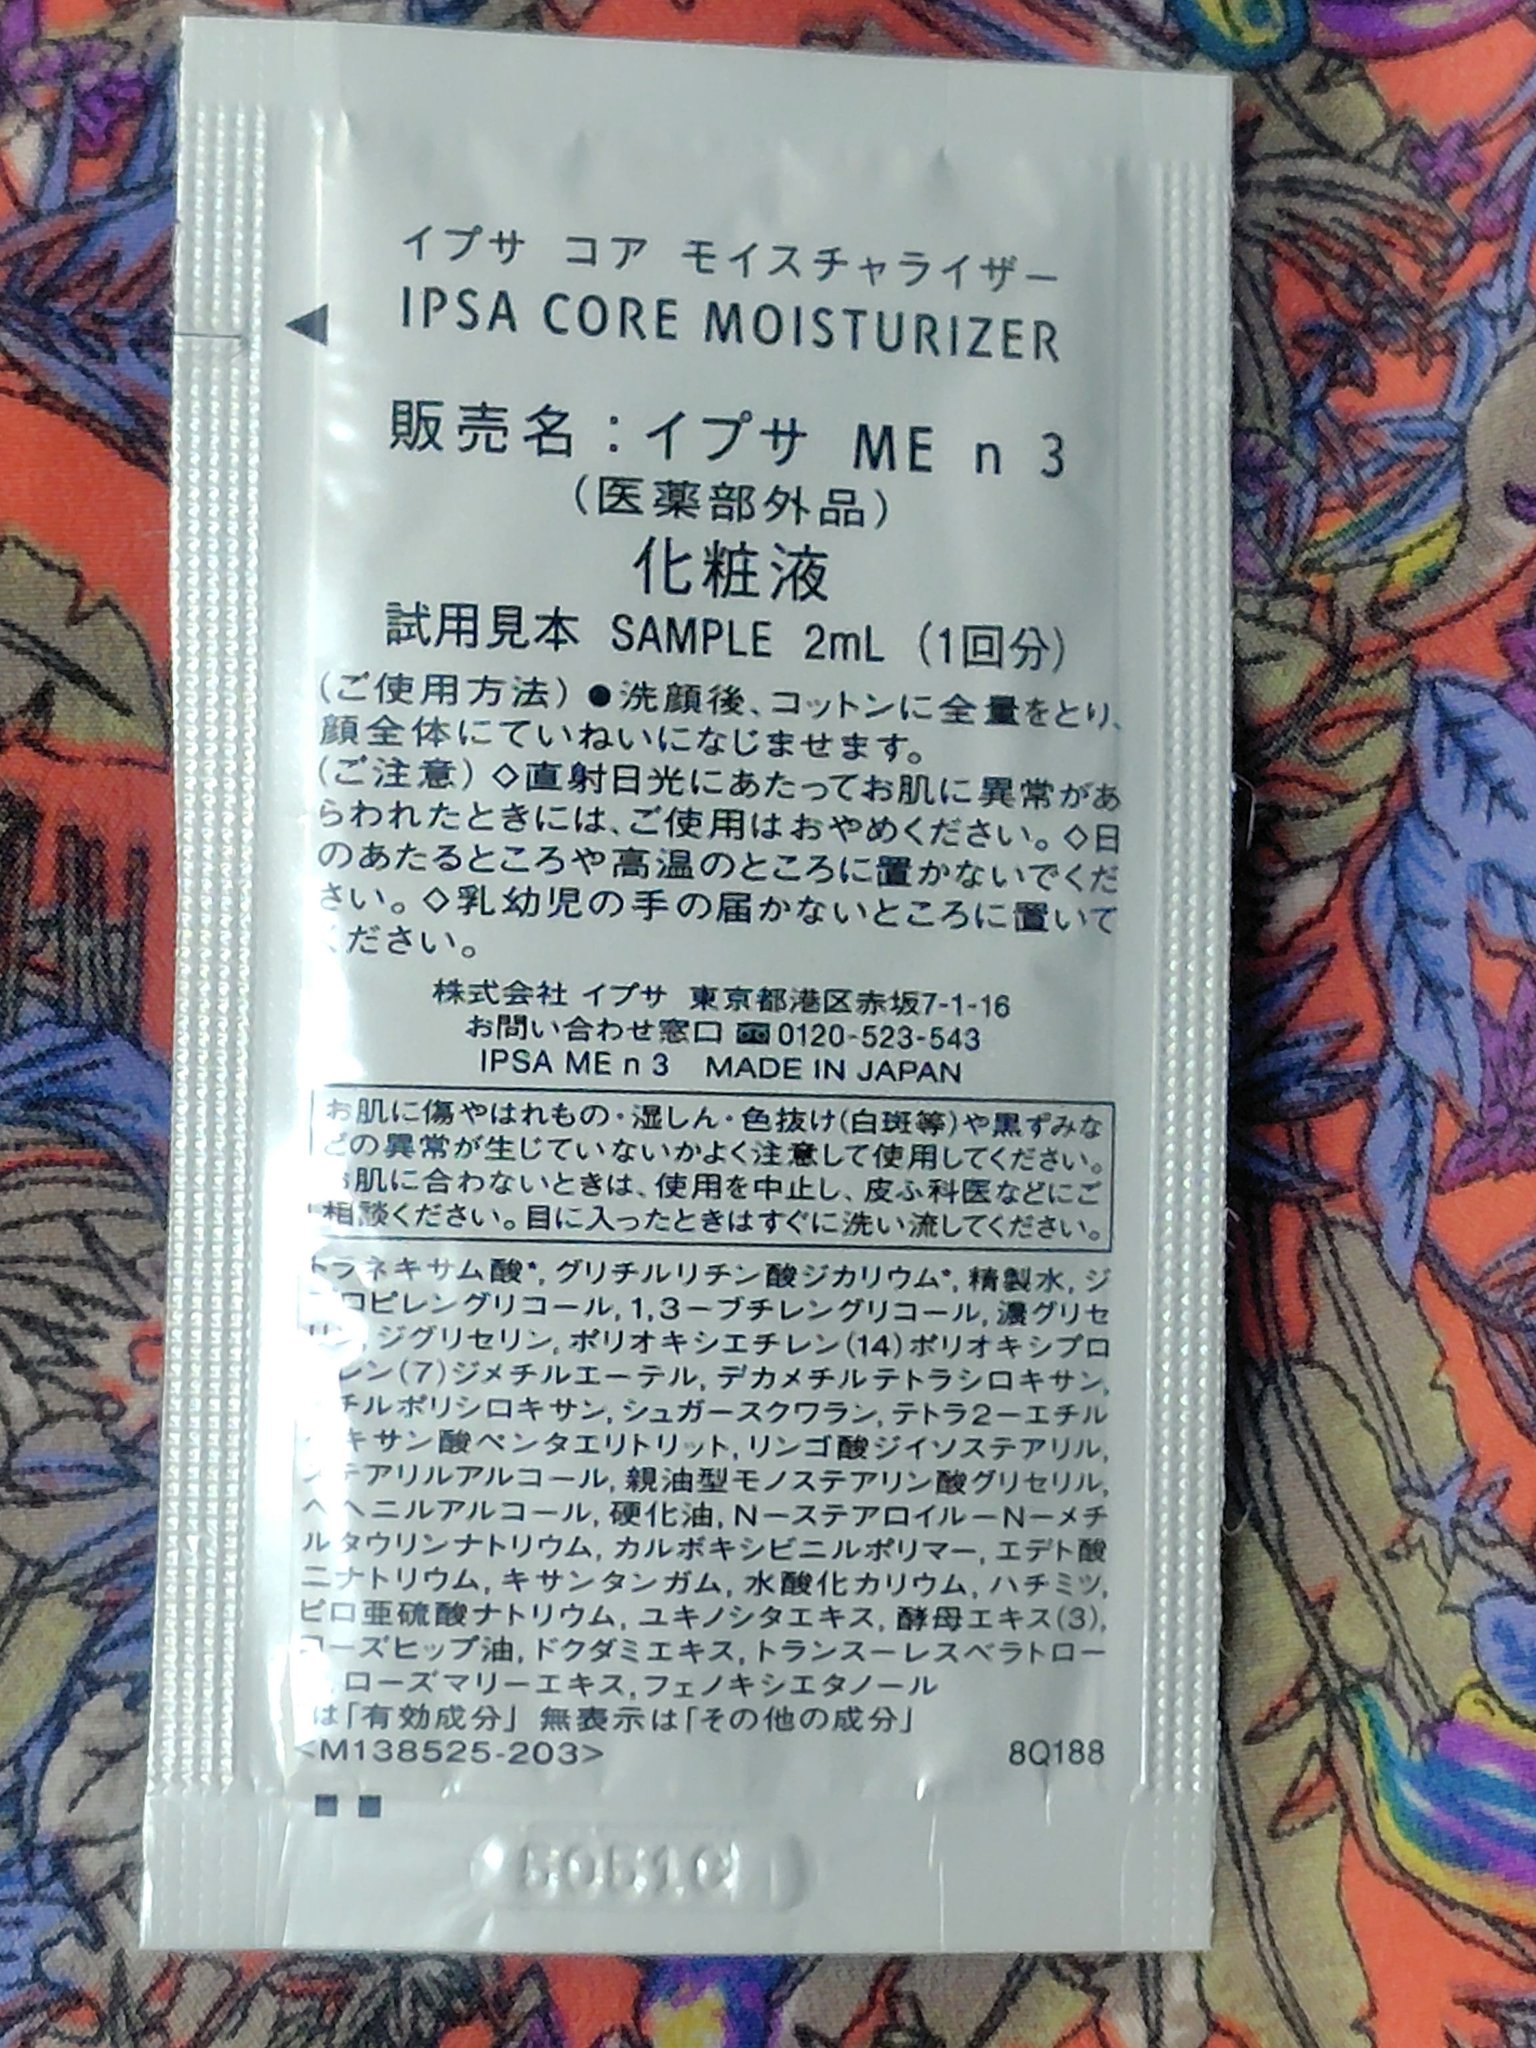 イプサ コア モイスチャライザー
IPSA CORE MOISTURIZER
販売名：イプサ ME n 3
（医薬部外品）
化粧液
試用見本 SAMPLE 2mL（1回分）
（ご使用方法）●洗顔後、コットンに全量をとり、
顔全体にていねいになじませます。
（ご注意）◇直射日光にあたってお肌に異常があ
らわれたときには、ご使用はおやめください。◇日
のあたるところや高温のところに置かないでくだ
さい。◇乳幼児の手の届かないところに置いて
ください。
株式会社 イプサ 東京都港区赤坂7-1-16
お問い合わせ窓口 0120-523-543
IPSA ME n 3 MADE IN JAPAN
お肌に傷やはれもの・湿しん・色抜け(白斑等)や黒ずみな
どの異常が生じていないかよく注意して使用してください。
お肌に合わないときは、使用を中止し、皮ふ科医などにご
相談ください。目に入ったときはすぐに洗い流してください。
トラネキサム酸*,グリチルリチン酸ジカリウム*,精製水,ジ
プロピレングリコール,1,3－ブチレングリコール,濃グリセ
リン,ジグリセリン,ポリオキシエチレン(14)ポリオキシプロ
レン(7)ジメチルエーテル,デカメチルテトラシロキサン,
チルポリシロキサン,シュガースクワラン,テトラ2－エチル
キサン酸ペンタエリトリット,リンゴ酸ジイソステアリル,
ステアリルアルコール,親油型モノステアリン酸グリセリル,
ベヘニルアルコール,硬化油,N－ステアロイル－N－メチ
ルタウリンナトリウム,カルボキシビニルポリマー,エデト酸
二ナトリウム,キサンタンガム,水酸化カリウム,ハチミツ,
ピロ亜硫酸ナトリウム,ユキノシタエキス,酵母エキス(3),
ローズヒップ油,ドクダミエキス,トランス－レスベラトロー
,ローズマリーエキス,フェノキシエタノール
は「有効成分」 無表示は「その他の成分」
<M138525-203> 8Q188